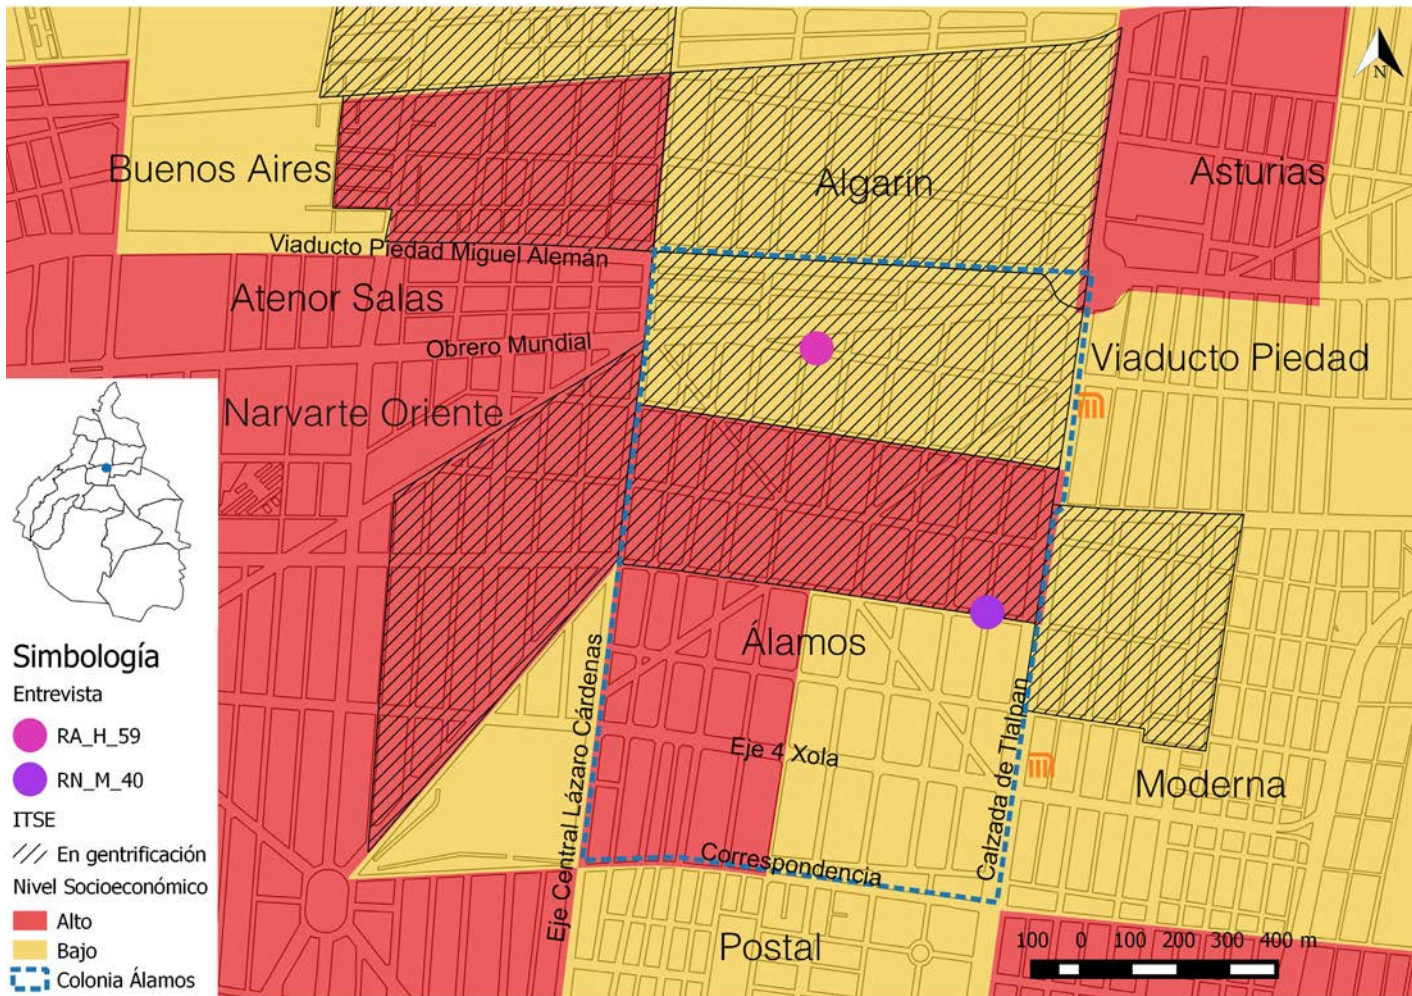 N
Buenos Aires
Algarín
Asturias
Viaducto Piedad Miguel Alemán
Atenor Salas
Obrero Mundial
Viaducto Piedad
Narvarte Oriente
Álamos
Eje Central Lázaro Cárdenas
Eje 4 Xola
Calzada de Tlalpan
Moderna
Correspondencia
Postal
Simbología
Entrevista
RA_H_59
RN_M_40
ITSE
En gentrificación
Nivel Socioeconómico
Alto
Bajo
Colonia Álamos
100 0 100 200 300 400 m